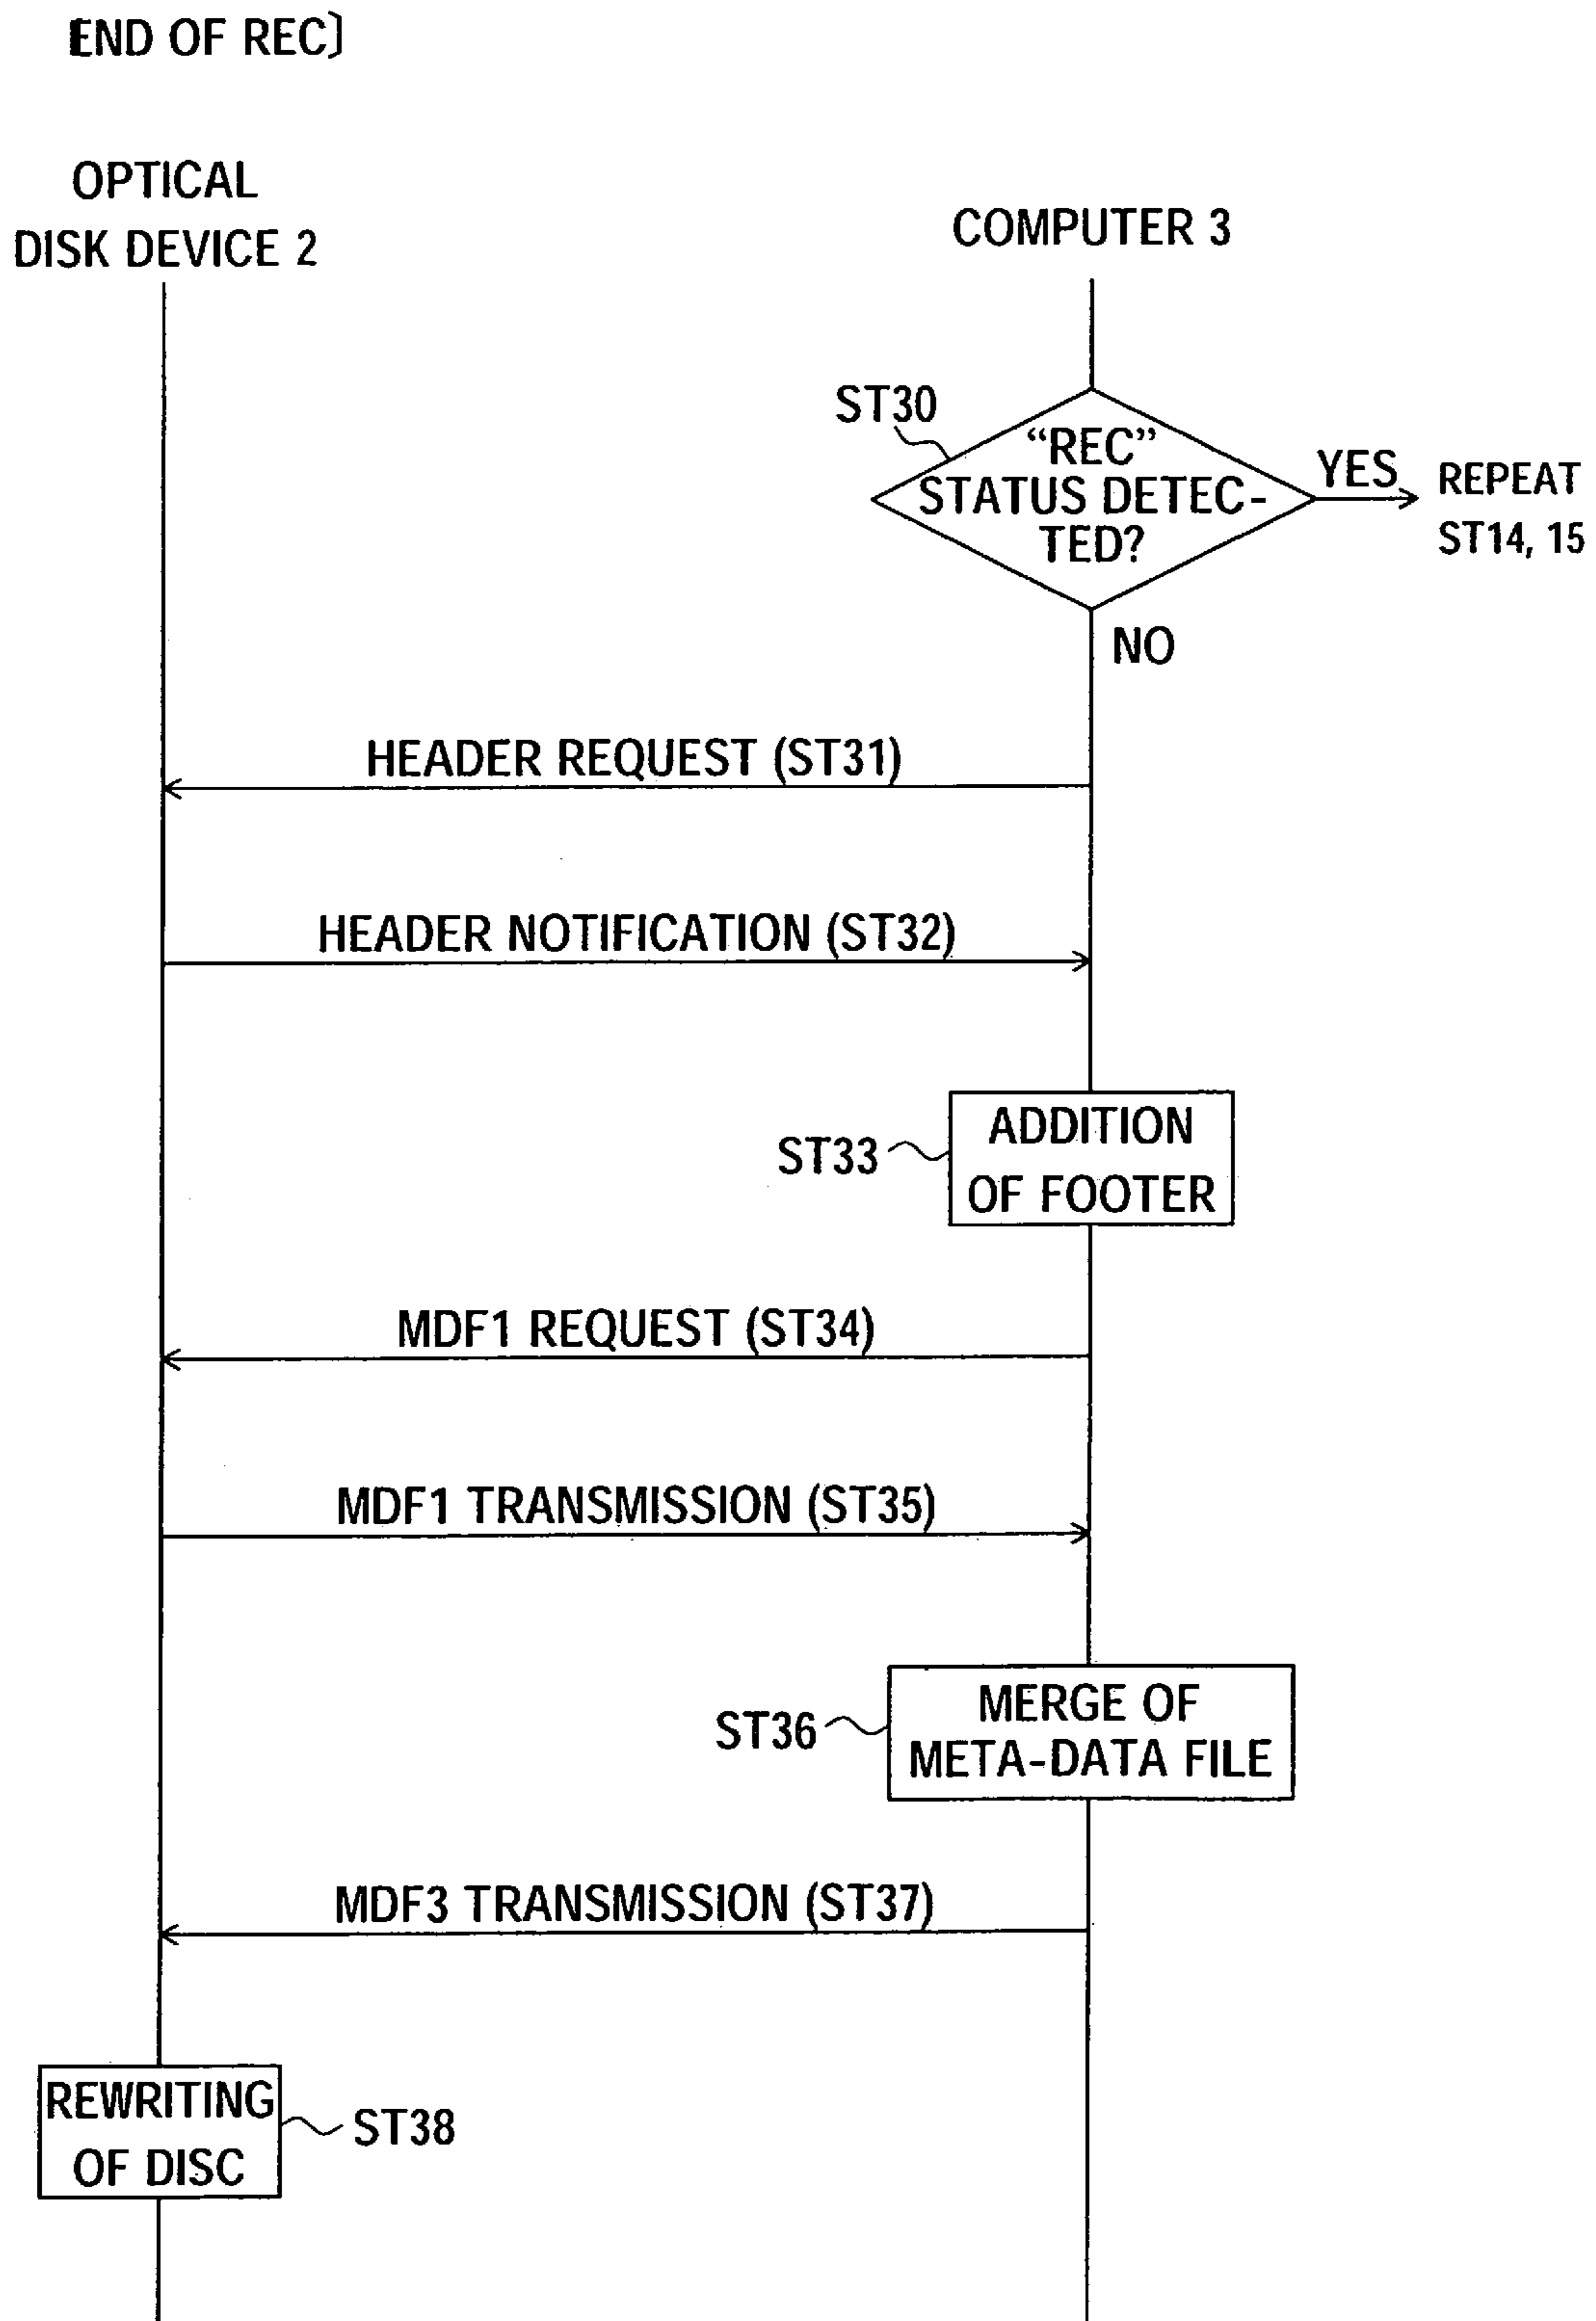 END OF REC]
OPTICAL
DISK DEVICE 2
COMPUTER 3
ST30
“REC”
STATUS DETEC-
TED?
YES
REPEAT
ST14, 15
NO
HEADER REQUEST (ST31)
HEADER NOTIFICATION (ST32)
ADDITION
OF FOOTER
ST33
MDF1 REQUEST (ST34)
MDF1 TRANSMISSION (ST35)
MERGE OF
META-DATA FILE
ST36
MDF3 TRANSMISSION (ST37)
REWRITING
OF DISC
ST38